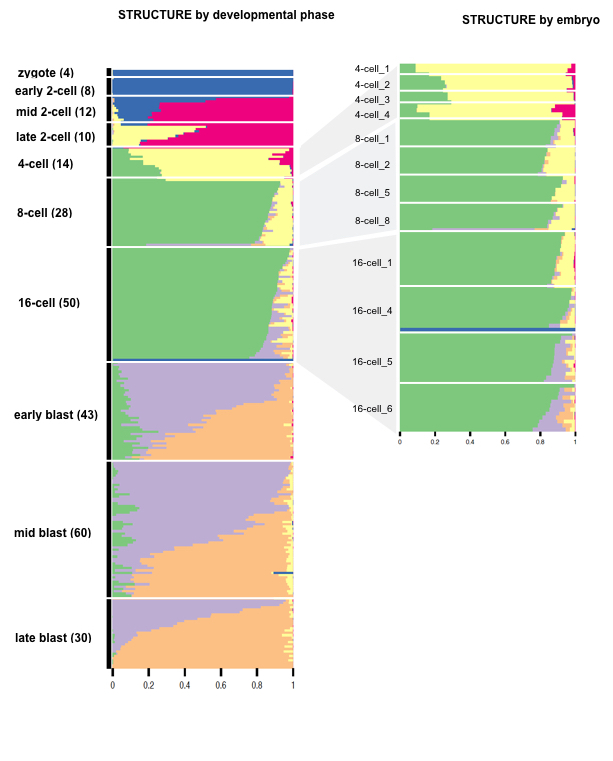 STRUCTURE by developmental phase
STRUCTURE by embryo
zygote (4)
early 2-cell (8)
mid 2-cell (12)
late 2-cell (10)
4-cell (14)
8-cell (28)
16-cell (50)
early blast (43)
mid blast (60)
late blast (30)
0 0.2 0.4 0.6 0.8 1
4-cell_1
4-cell_2
4-cell_3
4-cell_4
8-cell_1
8-cell_2
8-cell_5
8-cell_8
16-cell_1
16-cell_4
16-cell_5
16-cell_6
0 0.2 0.4 0.6 0.8 1